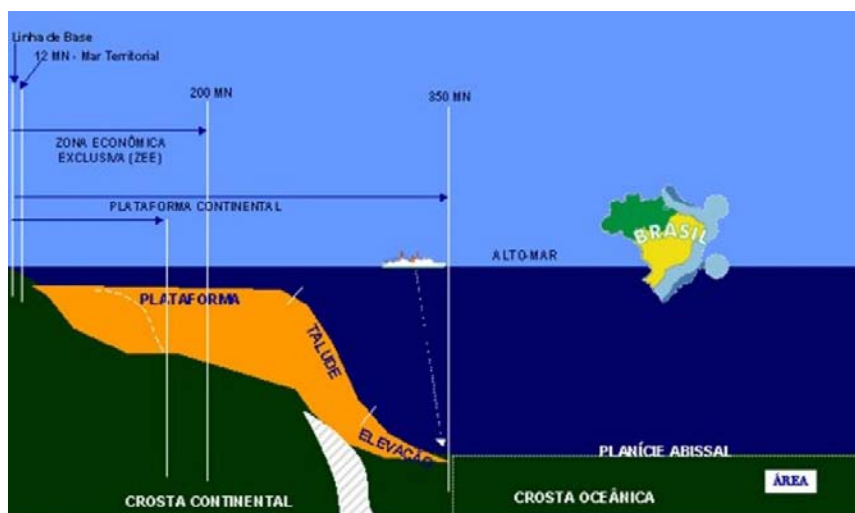 Linha de Base
12 MN - Mar Territorial
200 MN
350 MN
ZONA ECONÔMICA
EXCLUSIVA (ZEE)
PLATAFORMA CONTINENTAL
BRASIL
ALTO-MAR
PLATAFORMA
TALUDE
ELEVAÇÃO
PLANÍCIE ABISSAL
ÁREA
CROSTA CONTINENTAL
CROSTA OCEÂNICA